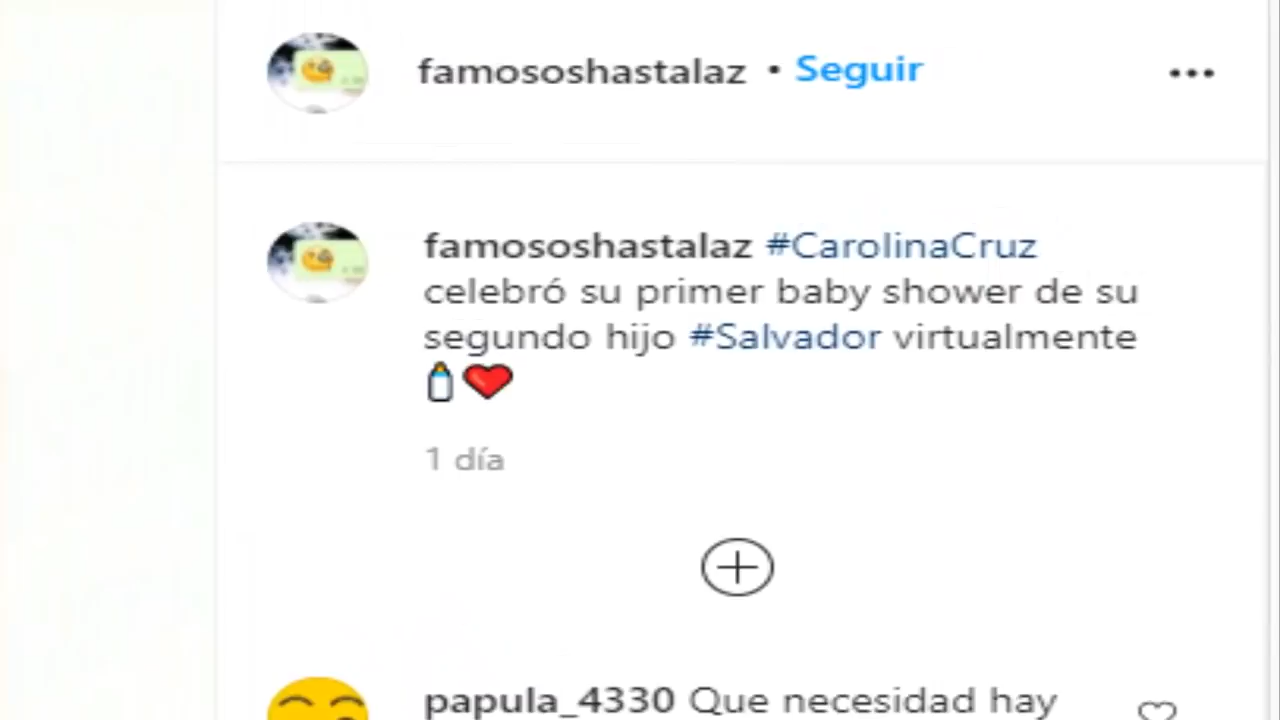 famososhastalaz • Seguir
famososhastalaz #CarolinaCruz
celebró su primer baby shower de su
segundo hijo #Salvador virtualmente
🍼❤️
1 día
papula_4330 Que necesidad hay